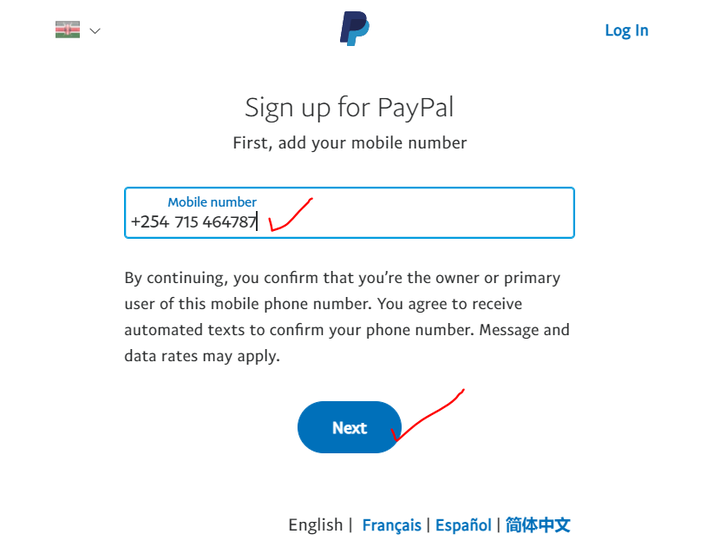 Log In
Sign up for PayPal
First, add your mobile number
Mobile number
+254 715 464787
By continuing, you confirm that you're the owner or primary
user of this mobile phone number. You agree to receive
automated texts to confirm your phone number. Message and
data rates may apply.
Next
English | Français | Español | 简体中文